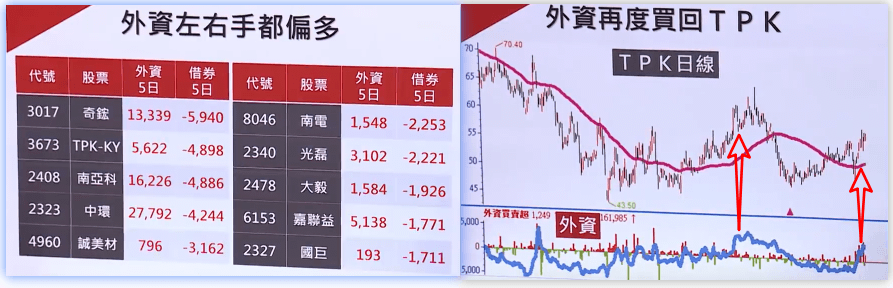 外資左右手都偏多
代號 股票 外資5日 借券5日
3017 奇鋐 13,339 -5,940
3673 TPK-KY 5,622 -4,898
2408 南亞科 16,226 -4,886
2323 中環 27,792 -4,244
4960 誠美材 796 -3,162
代號 股票 外資5日 借券5日
8046 南電 1,548 -2,253
2340 光磊 3,102 -2,221
2478 大毅 1,584 -1,926
6153 嘉聯益 5,138 -1,771
2327 國巨 193 -1,711
外資再度買回TPK
TPK日線
70.40
70
65
60
55
50
45
43.50
外資買賣超 1,249 161,985 ↑
外資
5,000
0
5,000